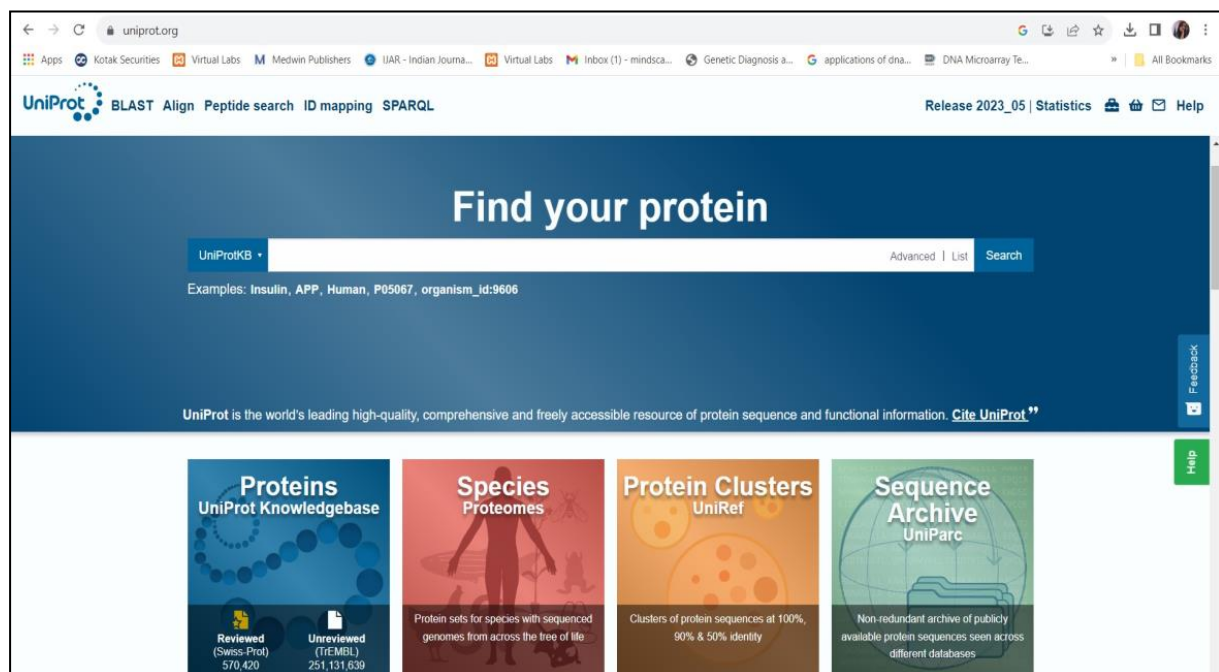 uniprot.org
Apps Kotak Securities Virtual Labs Medwin Publishers IJAR - Indian Journa... Virtual Labs Inbox (1) - mindsca... Genetic Diagnosis a... applications of dna... DNA Microarray Te... » All Bookmarks
UniProt BLAST Align Peptide search ID mapping SPARQL Release 2023_05 | Statistics Help
Find your protein
UniProtKB Advanced | List Search
Examples: Insulin, APP, Human, P05067, organism_id:9606
Feedback
UniProt is the world's leading high-quality, comprehensive and freely accessible resource of protein sequence and functional information. Cite UniProt
Help
Proteins
UniProt Knowledgebase
Reviewed
(Swiss-Prot)
570,420
Unreviewed
(TrEMBL)
251,131,639
Species
Proteomes
Protein sets for species with sequenced
genomes from across the tree of life
Protein Clusters
UniRef
Clusters of protein sequences at 100%,
90% & 50% identity
Sequence
Archive
UniParc
Non-redundant archive of publicly
available protein sequences seen across
different databases